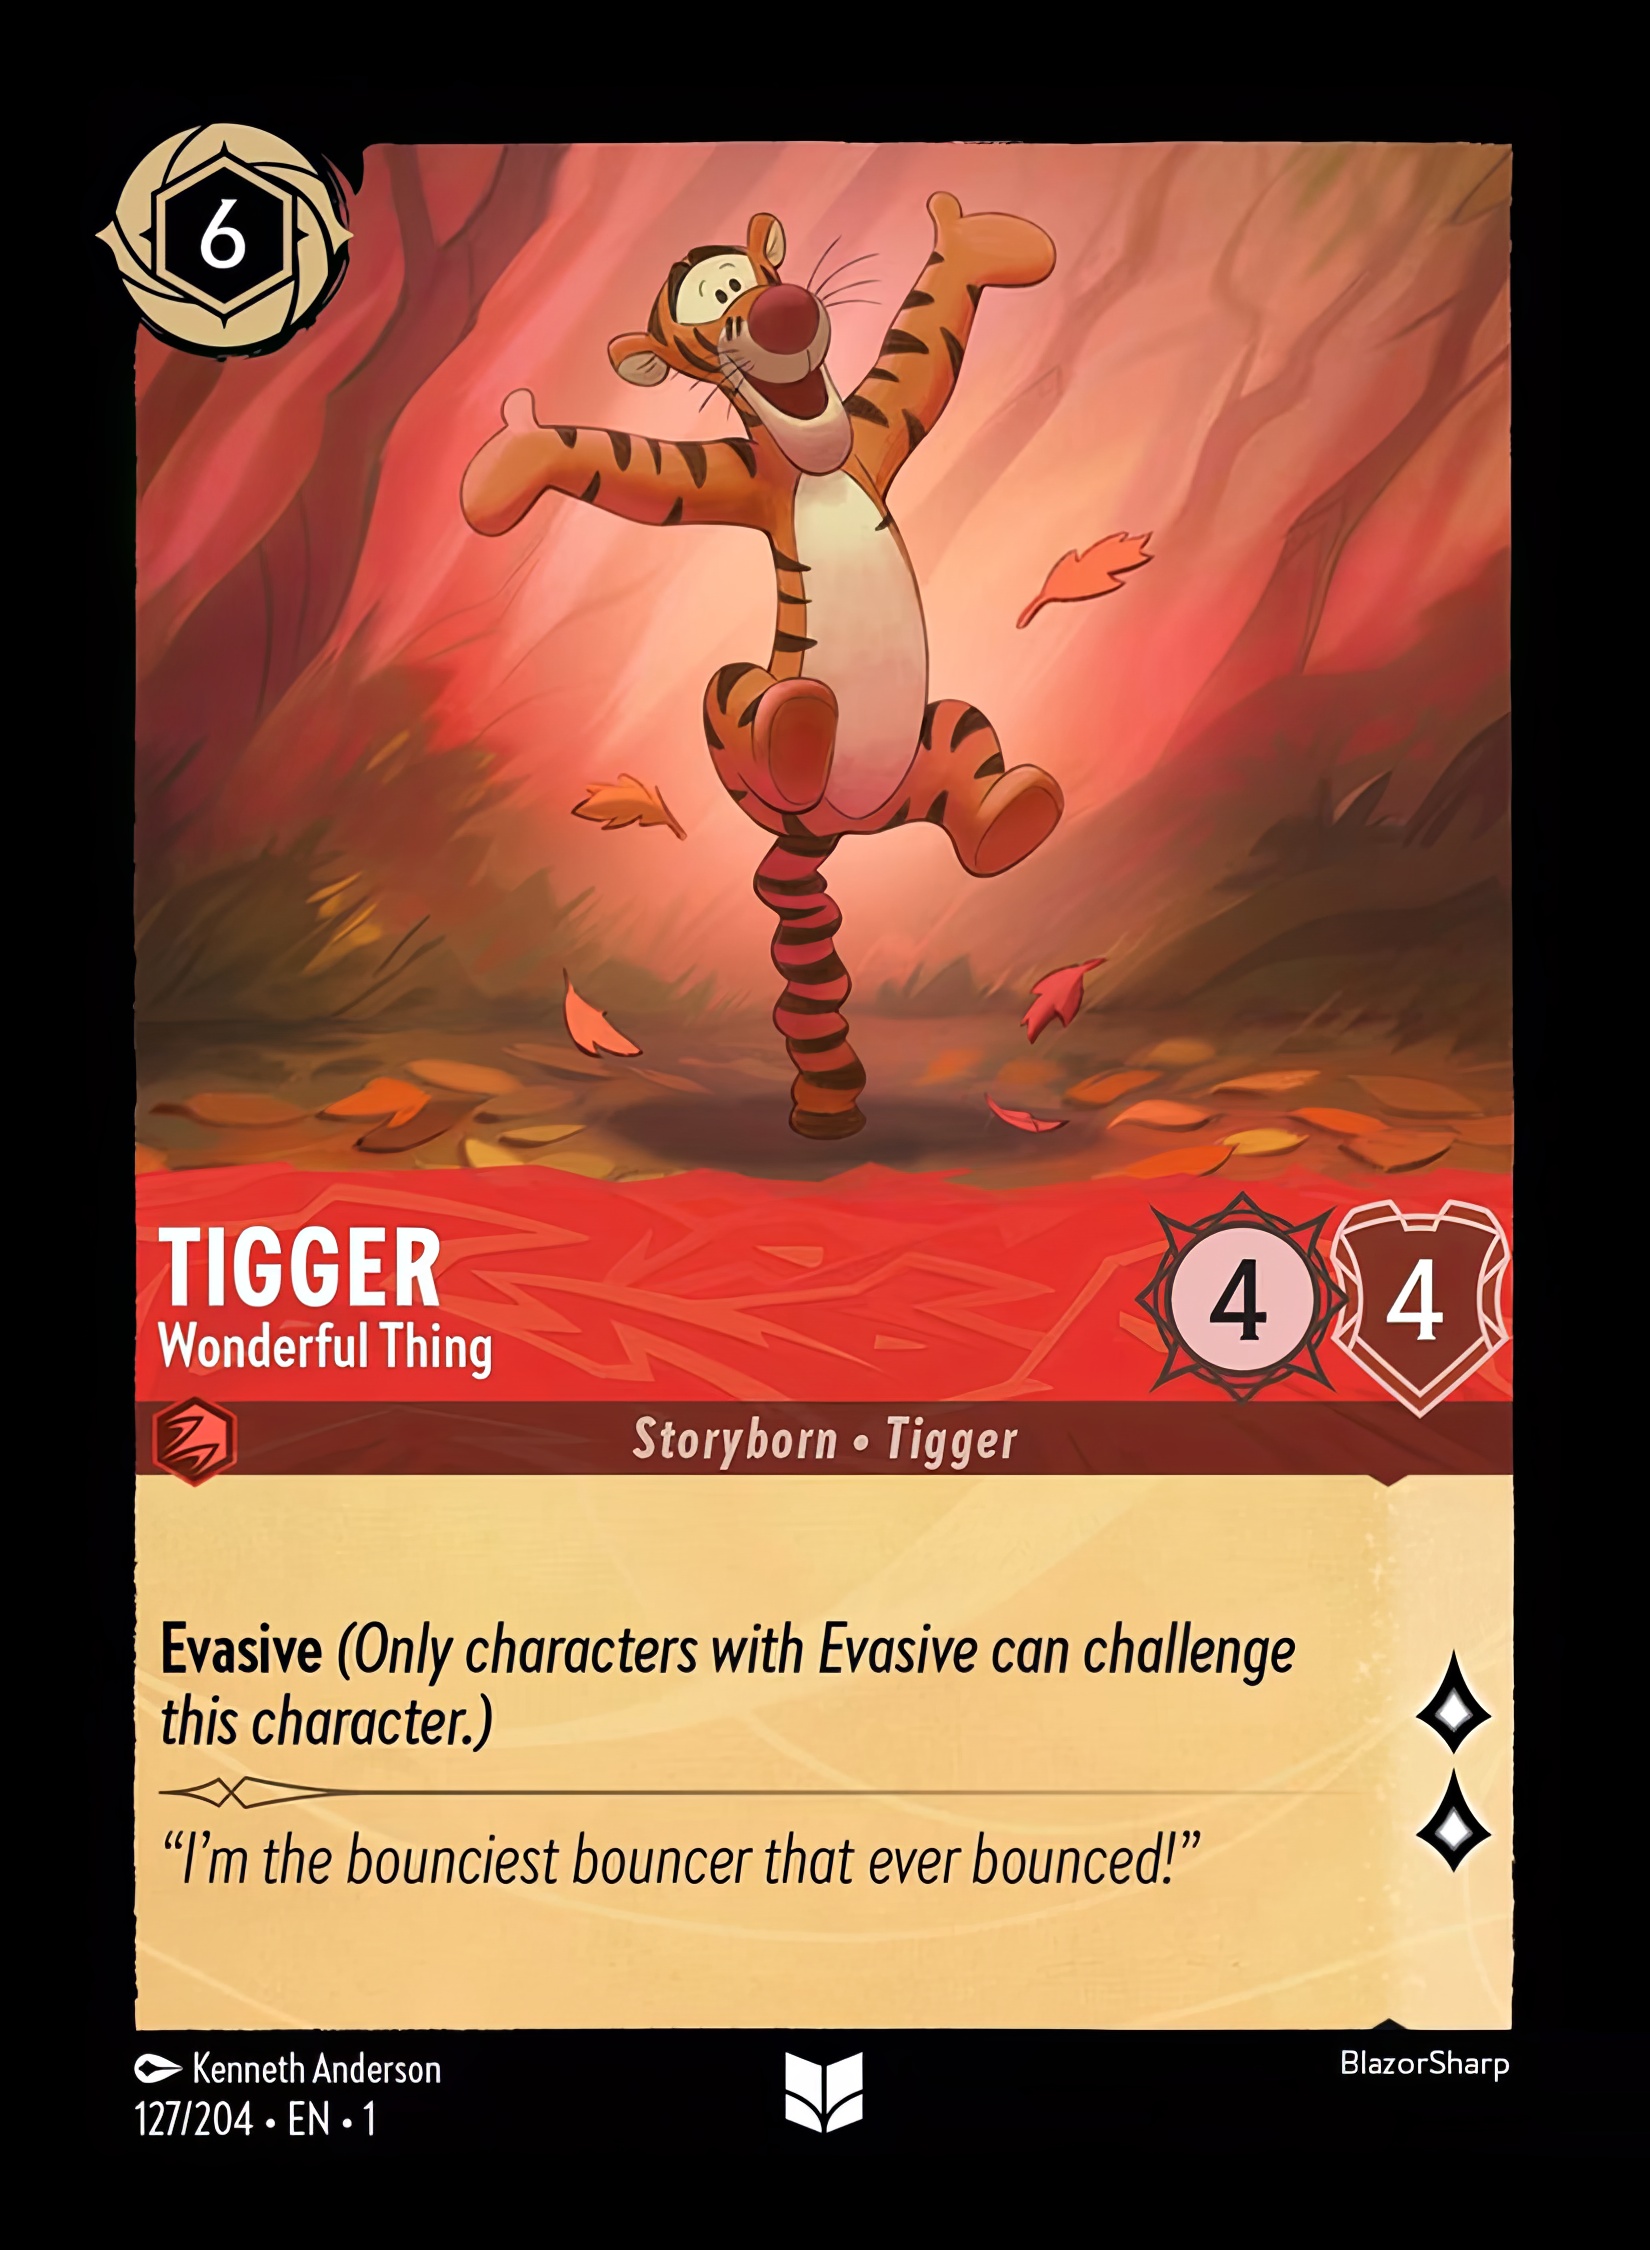 6
TIGGER
Wonderful Thing
4
4
Storyborn • Tigger
Evasive (Only characters with Evasive can challenge
this character.)
“I’m the bounciest bouncer that ever bounced!”
Kenneth Anderson
127/204 • EN • 1
BlazorSharp